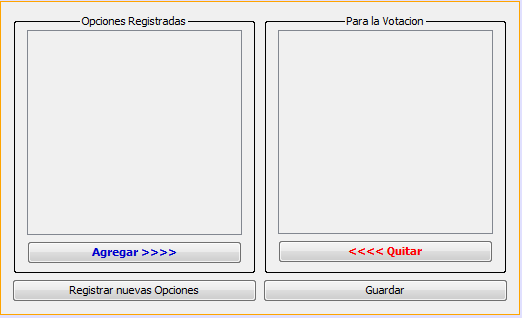 Opciones Registradas
Para la Votacion
Agregar >>>>
<<<< Quitar
Registrar nuevas Opciones
Guardar